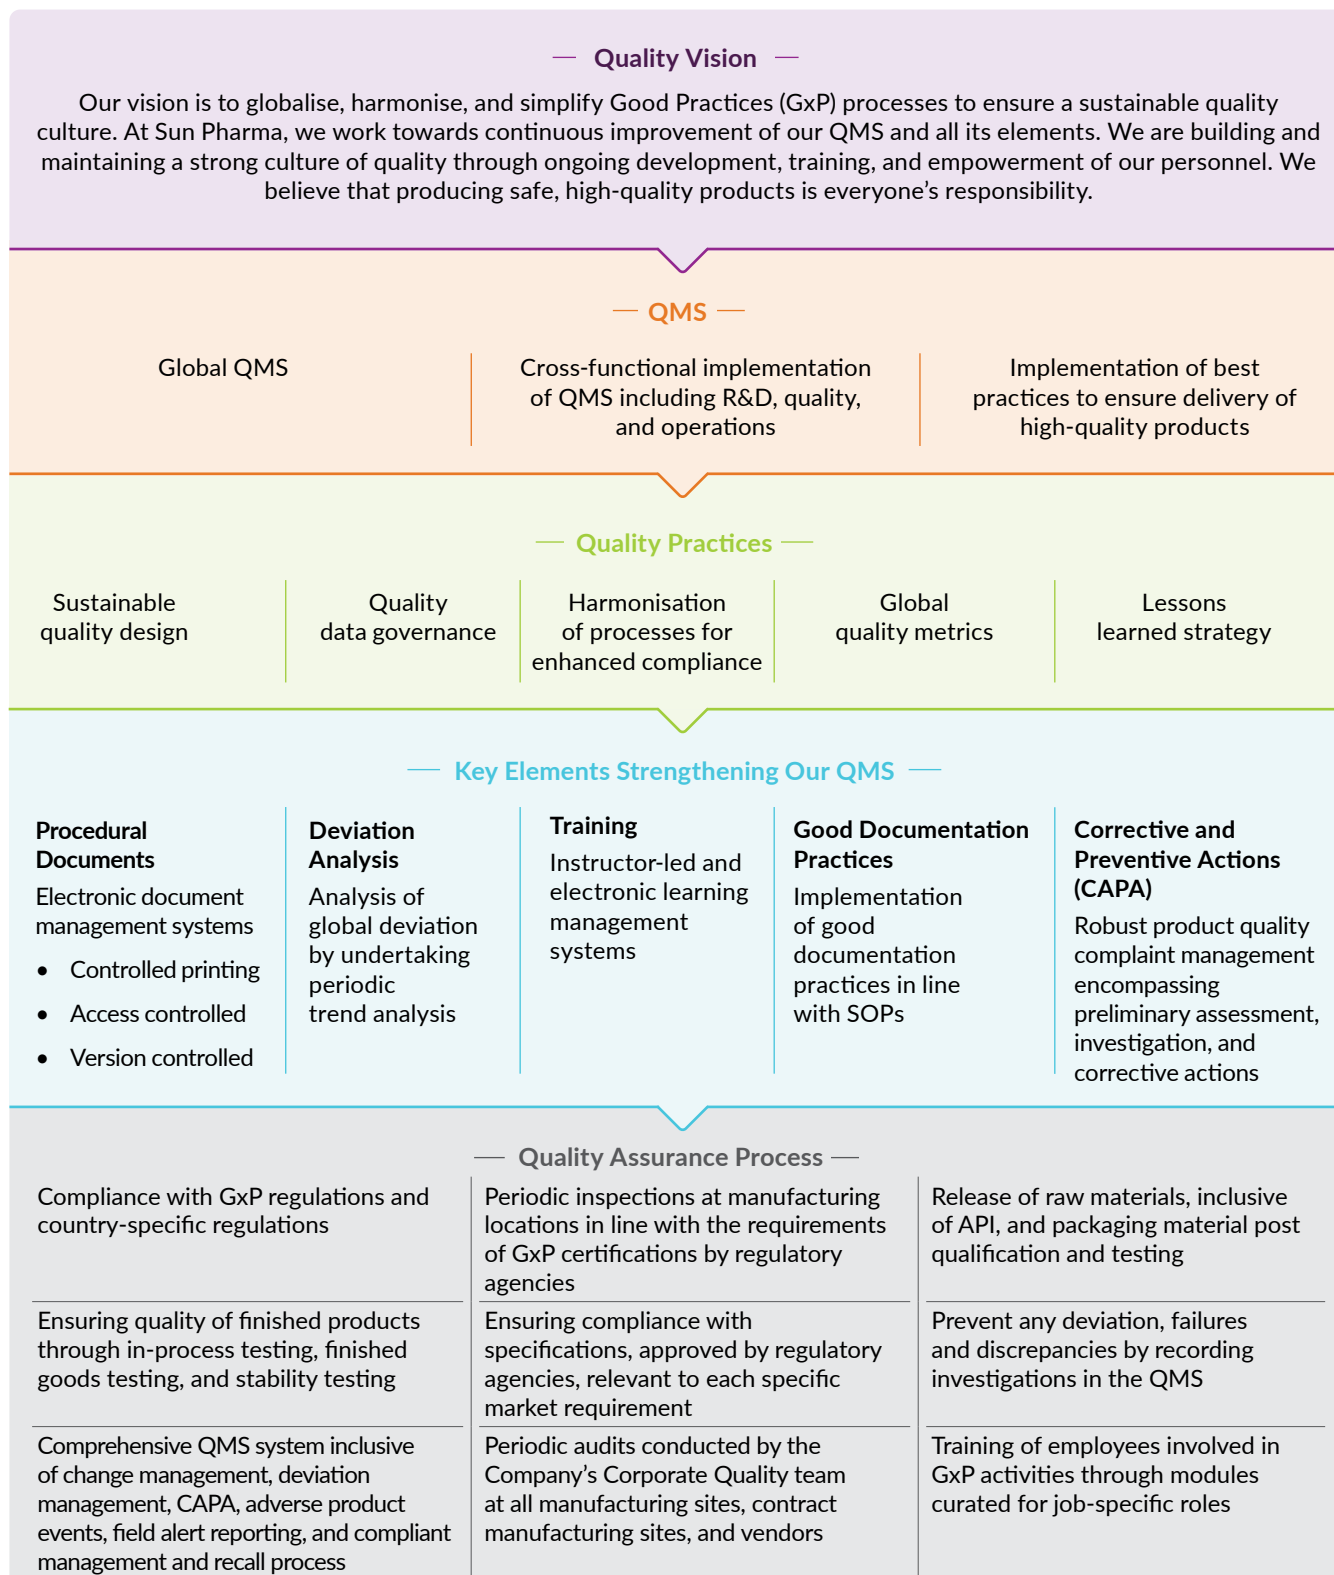 Quality Vision
Our vision is to globalise, harmonise, and simplify Good Practices (GxP) processes to ensure a sustainable quality
culture. At Sun Pharma, we work towards continuous improvement of our QMS and all its elements. We are building and
maintaining a strong culture of quality through ongoing development, training, and empowerment of our personnel. We
believe that producing safe, high-quality products is everyone’s responsibility.
QMS
Global QMS
Cross-functional implementation
of QMS including R&D, quality,
and operations
Implementation of best
practices to ensure delivery of
high-quality products
Quality Practices
Sustainable
quality design
Quality
data governance
Harmonisation
of processes for
enhanced compliance
Global
quality metrics
Lessons
learned strategy
Key Elements Strengthening Our QMS
Procedural
Documents
Electronic document
management systems
• Controlled printing
• Access controlled
• Version controlled
Deviation
Analysis
Analysis of
global deviation
by undertaking
periodic
trend analysis
Training
Instructor-led and
electronic learning
management
systems
Good Documentation
Practices
Implementation
of good
documentation
practices in line
with SOPs
Corrective and
Preventive Actions
(CAPA)
Robust product quality
complaint management
encompassing
preliminary assessment,
investigation, and
corrective actions
Quality Assurance Process
Compliance with GxP regulations and
country-specific regulations
Periodic inspections at manufacturing
locations in line with the requirements
of GxP certifications by regulatory
agencies
Release of raw materials, inclusive
of API, and packaging material post
qualification and testing
Ensuring quality of finished products
through in-process testing, finished
goods testing, and stability testing
Ensuring compliance with
specifications, approved by regulatory
agencies, relevant to each specific
market requirement
Prevent any deviation, failures
and discrepancies by recording
investigations in the QMS
Comprehensive QMS system inclusive
of change management, deviation
management, CAPA, adverse product
events, field alert reporting, and compliant
management and recall process
Periodic audits conducted by the
Company’s Corporate Quality team
at all manufacturing sites, contract
manufacturing sites, and vendors
Training of employees involved in
GxP activities through modules
curated for job-specific roles